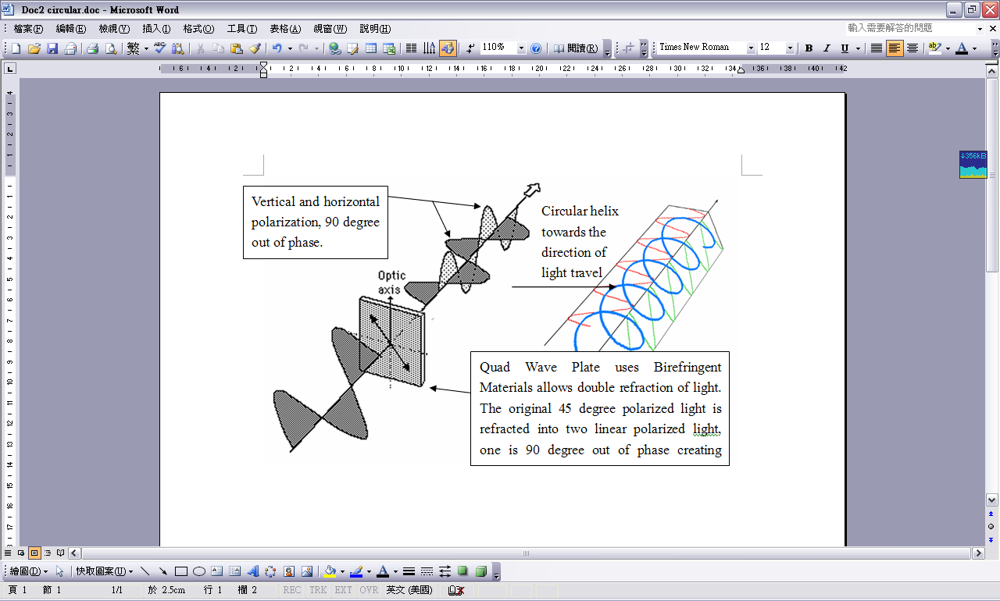 Doc2 circular.doc - Microsoft Word
檔案(F) 編輯(E) 檢視(V) 插入(I) 格式(O) 工具(T) 表格(A) 視窗(W) 說明(H) 輸入需要解答的問題
繁 110% 閱讀(R) Times New Roman 12 B I U A
6 4 2 2 4 6 8 10 12 14 16 18 20 22 24 26 28 30 32 34 36 38 40 42
↓356kB
Vertical and horizontal
polarization, 90 degree
out of phase.
Circular helix
towards the
direction of
light travel
Optic
axis
Quad Wave Plate uses Birefringent
Materials allows double refraction of light.
The original 45 degree polarized light is
refracted into two linear polarized light,
one is 90 degree out of phase creating
繪圖(D) 快取圖案(U) A
頁 1 節 1 1/1 於 2.5cm 行 1 欄 2 REC TRK EXT OVR 英文 (美國)